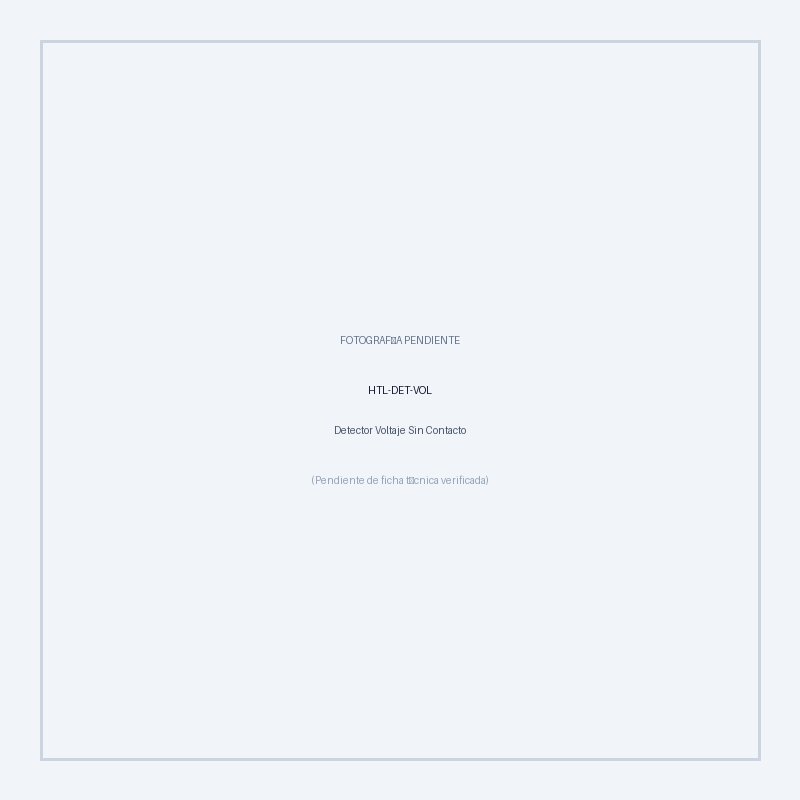 FOTOGRAF▯A PENDIENTE
HTL-DET-VOL
Detector Voltaje Sin Contacto
(Pendiente de ficha t▯cnica verificada)